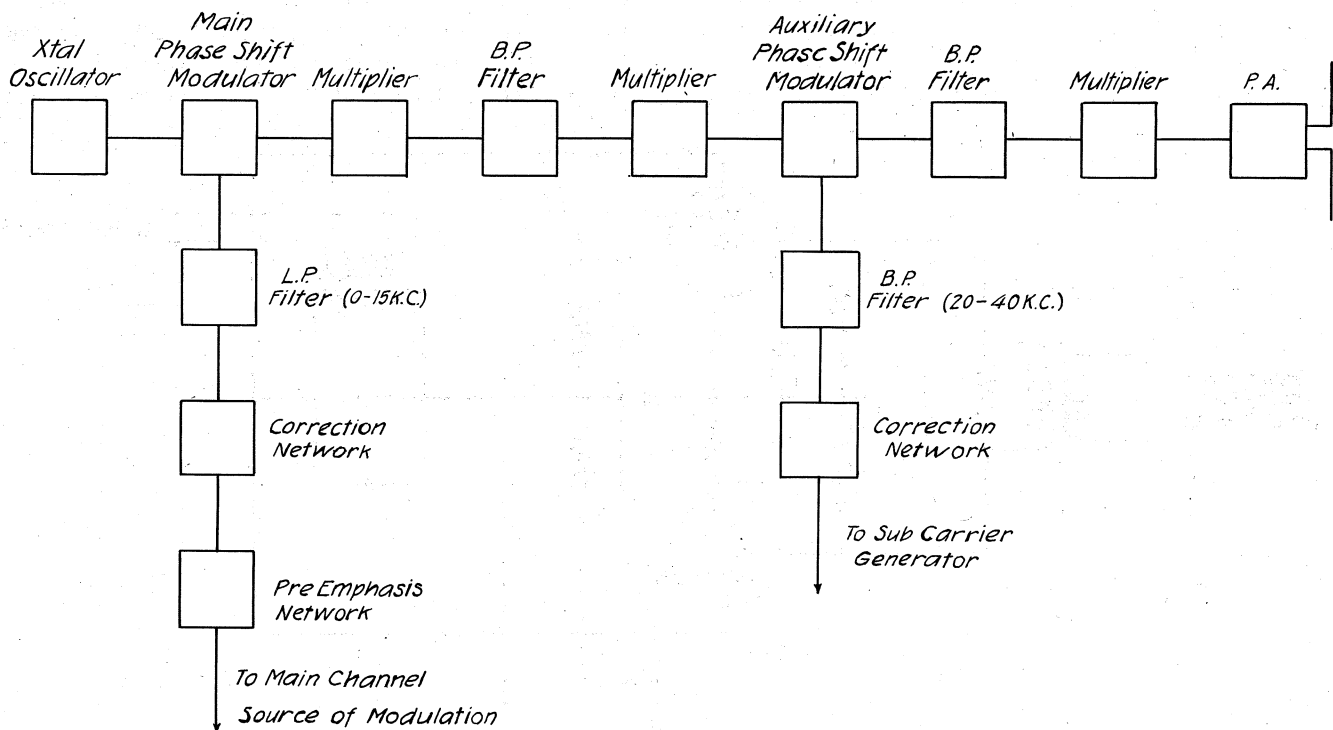 Xtal
Oscillator
Main
Phase Shift
Modulator
Multiplier
B.P.
Filter
Multiplier
Auxiliary
Phase Shift
Modulator
B.P.
Filter
Multiplier
P.A.
L.P.
Filter (0-15K.C.)
B.P.
Filter (20-40K.C.)
Correction
Network
Correction
Network
To Sub Carrier
Generator
Pre Emphasis
Network
To Main Channel
Source of Modulation